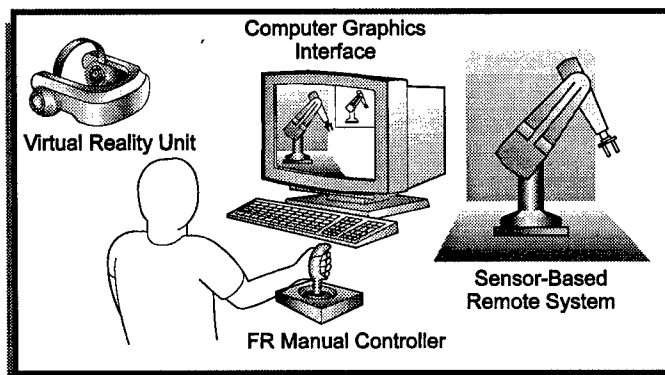 Computer Graphics
Interface
Virtual Reality Unit
Sensor-Based
Remote System
FR Manual Controller